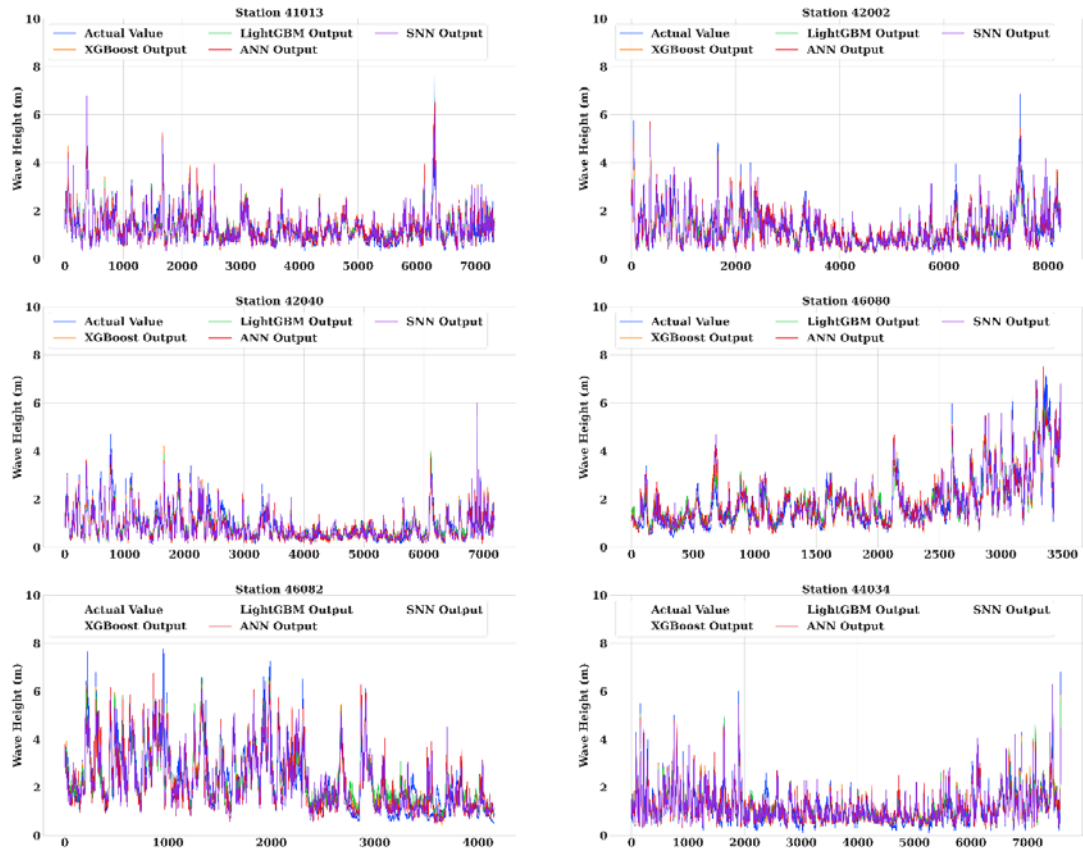 Station 41013
Actual Value LightGBM Output SNN Output
XGBoost Output ANN Output
Wave Height (m)
10
8
6
4
2
0
0 1000 2000 3000 4000 5000 6000 7000
Station 42002
Actual Value LightGBM Output SNN Output
XGBoost Output ANN Output
Wave Height (m)
10
8
6
4
2
0
0 2000 4000 6000 8000
Station 42040
Actual Value LightGBM Output SNN Output
XGBoost Output ANN Output
Wave Height (m)
10
8
6
4
2
0
0 1000 2000 3000 4000 5000 6000 7000
Station 46080
Actual Value LightGBM Output SNN Output
XGBoost Output ANN Output
Wave Height (m)
10
8
6
4
2
0
0 500 1000 1500 2000 2500 3000 3500
Station 46082
Actual Value LightGBM Output SNN Output
XGBoost Output ANN Output
Wave Height (m)
10
8
6
4
2
0
0 1000 2000 3000 4000
Station 44034
Actual Value LightGBM Output SNN Output
XGBoost Output ANN Output
Wave Height (m)
10
8
6
4
2
0
0 1000 2000 3000 4000 5000 6000 7000